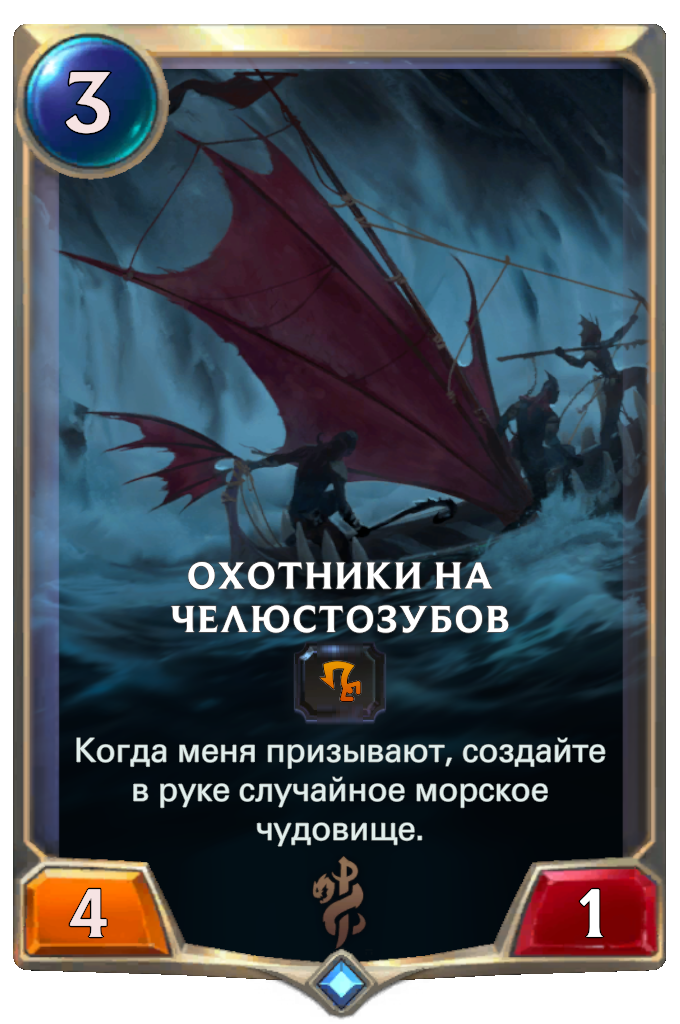 3
ОХОТНИКИ НА
ЧЕЛЮСТОЗУБОВ
Когда меня призывают, создайте
в руке случайное морское
чудовище.
4
1